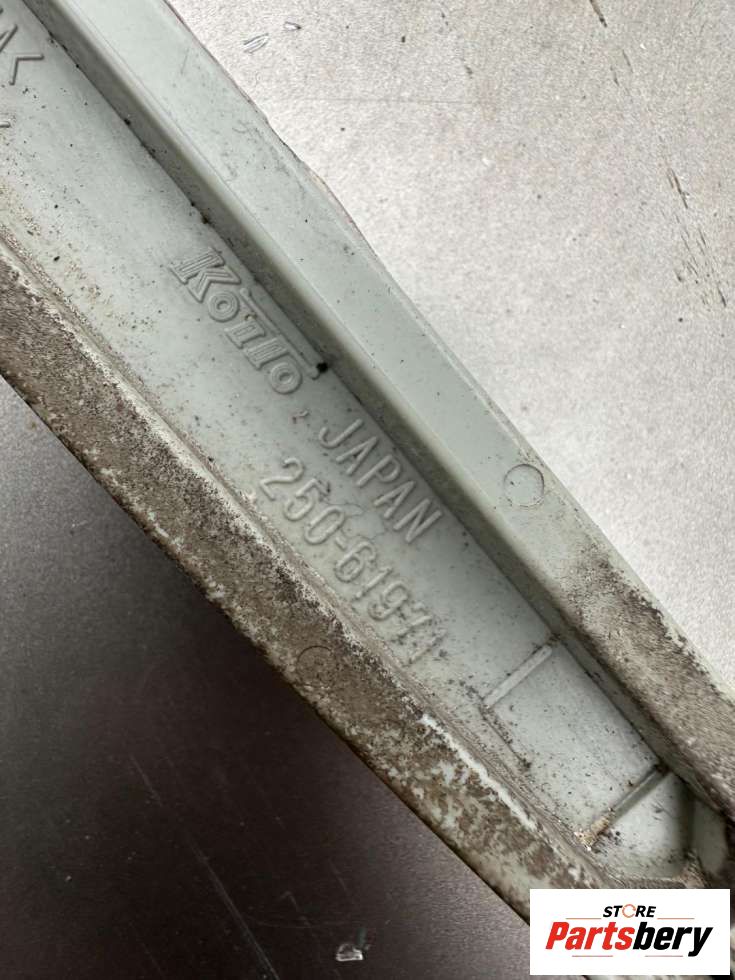 Koito, JAPAN
250-61971
STORE
Partsbery